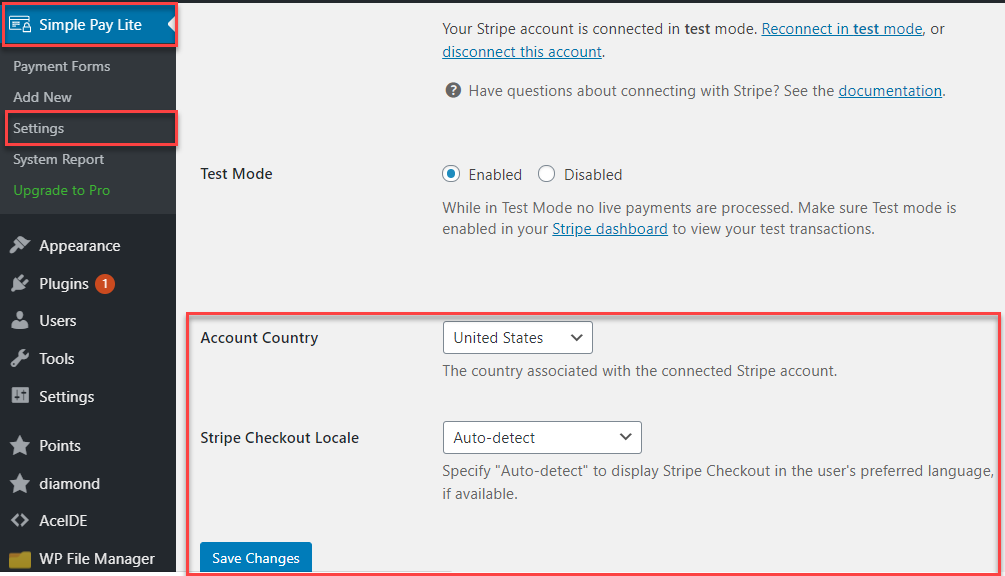 Simple Pay Lite
Payment Forms
Add New
Settings
System Report
Upgrade to Pro
Appearance
Plugins 1
Users
Tools
Settings
Points
diamond
AceIDE
WP File Manager
Your Stripe account is connected in test mode. Reconnect in test mode, or
disconnect this account.
? Have questions about connecting with Stripe? See the documentation.
Test Mode
Enabled Disabled
While in Test Mode no live payments are processed. Make sure Test mode is
enabled in your Stripe dashboard to view your test transactions.
Account Country
United States
The country associated with the connected Stripe account.
Stripe Checkout Locale
Auto-detect
Specify "Auto-detect" to display Stripe Checkout in the user's preferred language,
if available.
Save Changes